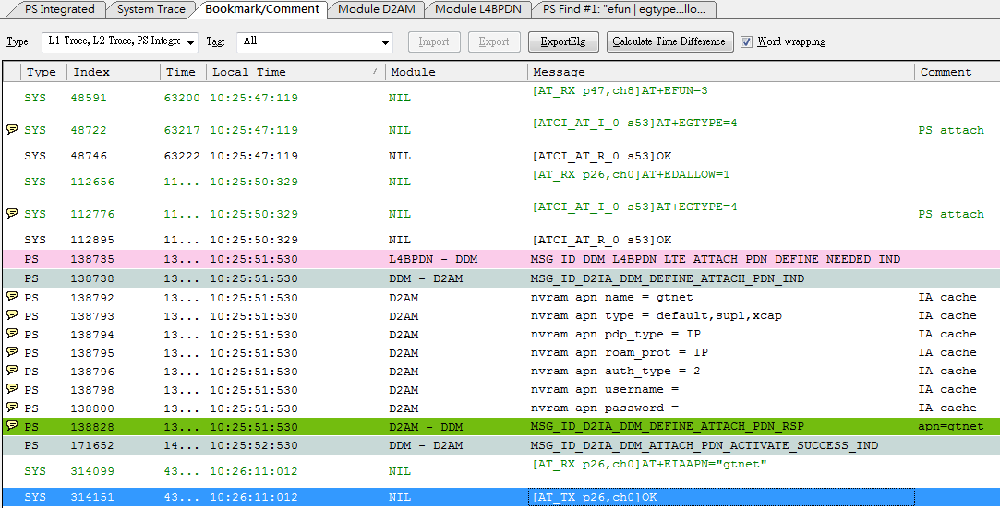 PS Integrated System Trace Bookmark/Comment Module D2AM Module L4BPDN PS Find #1: "efun | egtype...llo...
Type: L1 Trace, L2 Trace, PS Integra Tag: All Import Export ExportElg Calculate Time Difference Word wrapping
Type Index Time Local Time Module Message Comment
SYS 48591 63200 10:25:47:119 NIL [AT_RX p47,ch8]AT+EFUN=3
SYS 48722 63217 10:25:47:119 NIL [ATCI_AT_I_0 s53]AT+EGTYPE=4 PS attach
SYS 48746 63222 10:25:47:119 NIL [ATCI_AT_R_0 s53]OK
SYS 112656 11... 10:25:50:329 NIL [AT_RX p26,ch0]AT+EDALLOW=1
SYS 112776 11... 10:25:50:329 NIL [ATCI_AT_I_0 s53]AT+EGTYPE=4 PS attach
SYS 112895 11... 10:25:50:329 NIL [ATCI_AT_R_0 s53]OK
PS 138735 13... 10:25:51:530 L4BPDN - DDM MSG_ID_DDM_L4BPDN_LTE_ATTACH_PDN_DEFINE_NEEDED_IND
PS 138738 13... 10:25:51:530 DDM - D2AM MSG_ID_D2IA_DDM_DEFINE_ATTACH_PDN_IND
PS 138792 13... 10:25:51:530 D2AM nvram apn name = gtnet IA cache
PS 138793 13... 10:25:51:530 D2AM nvram apn type = default,supl,xcap IA cache
PS 138794 13... 10:25:51:530 D2AM nvram apn pdp_type = IP IA cache
PS 138795 13... 10:25:51:530 D2AM nvram apn roam_prot = IP IA cache
PS 138796 13... 10:25:51:530 D2AM nvram apn auth_type = 2 IA cache
PS 138798 13... 10:25:51:530 D2AM nvram apn username = IA cache
PS 138800 13... 10:25:51:530 D2AM nvram apn password = IA cache
PS 138828 13... 10:25:51:530 D2AM - DDM MSG_ID_D2IA_DDM_DEFINE_ATTACH_PDN_RSP apn=gtnet
PS 171652 14... 10:25:52:530 DDM - D2AM MSG_ID_D2IA_DDM_ATTACH_PDN_ACTIVATE_SUCCESS_IND
SYS 314099 43... 10:26:11:012 NIL [AT_RX p26,ch0]AT+EIAAPN="gtnet"
SYS 314151 43... 10:26:11:012 NIL [AT_TX p26,ch0]OK